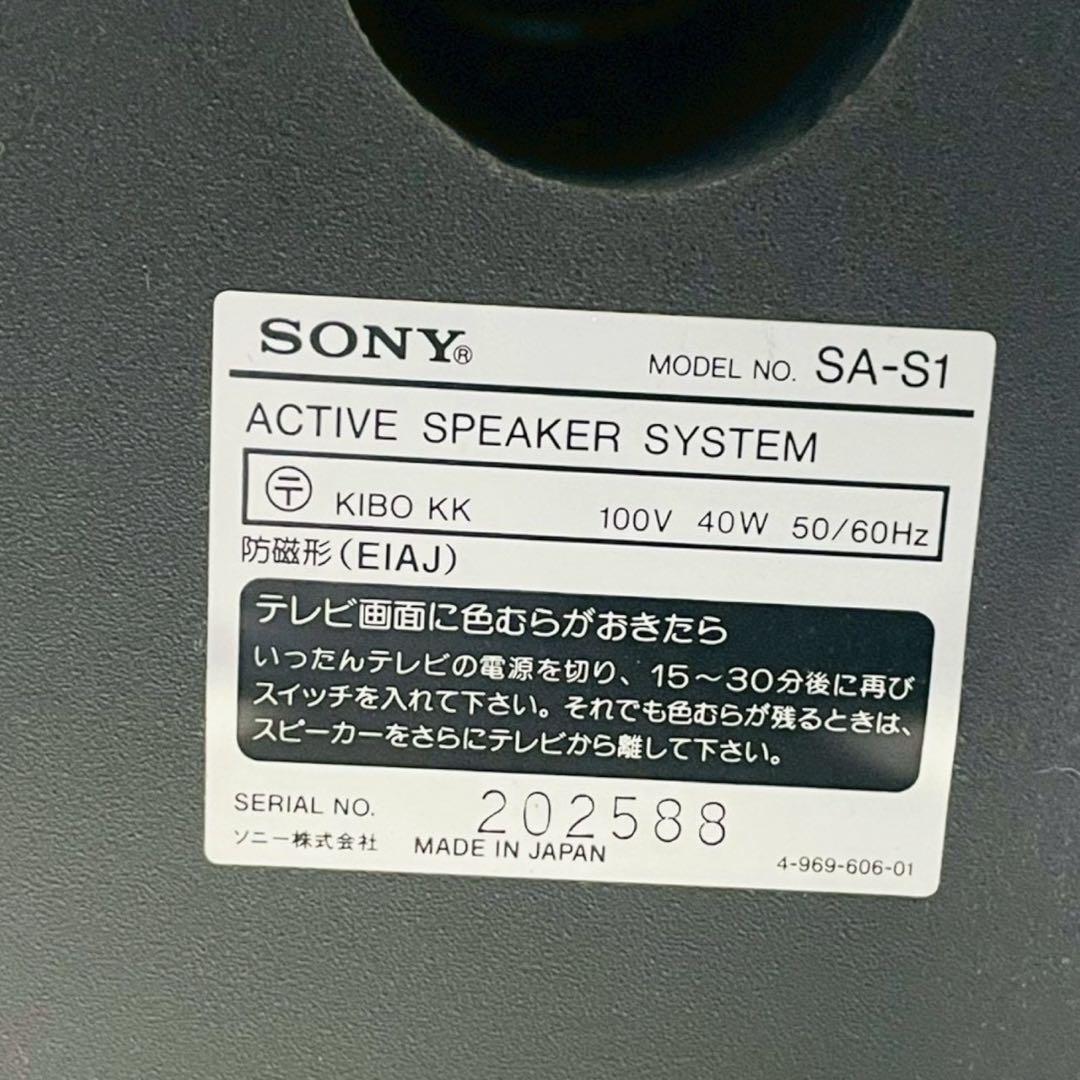 SONY®
MODEL NO. SA-S1
ACTIVE SPEAKER SYSTEM
〒 KIBO KK 100V 40W 50/60Hz
防磁形(EIAJ)
テレビ画面に色むらがおきたら
いったんテレビの電源を切り、15～30分後に再び
スイッチを入れて下さい。それでも色むらが残るときは、
スピーカーをさらにテレビから離して下さい。
SERIAL NO. 202588
ソニー株式会社 MADE IN JAPAN 4-969-606-01